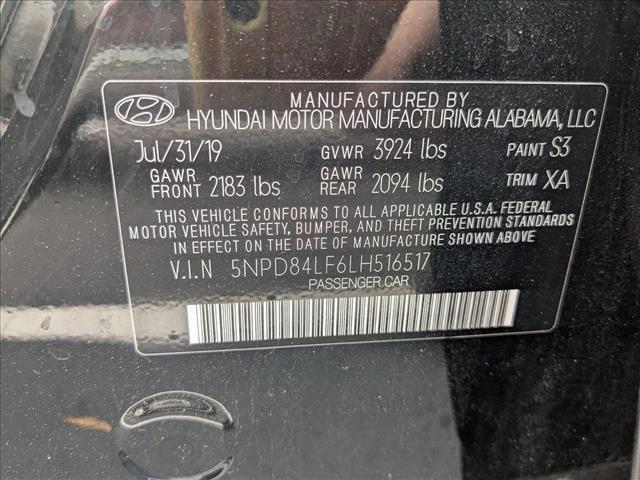 MANUFACTURED BY
HYUNDAI MOTOR MANUFACTURING ALABAMA, LLC
Jul/31/19 GVWR 3924 lbs PAINT S3
GAWR FRONT 2183 lbs GAWR REAR 2094 lbs TRIM XA
THIS VEHICLE CONFORMS TO ALL APPLICABLE U.S.A. FEDERAL
MOTOR VEHICLE SAFETY, BUMPER, AND THEFT PREVENTION STANDARDS
IN EFFECT ON THE DATE OF MANUFACTURE SHOWN ABOVE
V.I.N 5NPD84LF6LH516517
PASSENGER CAR